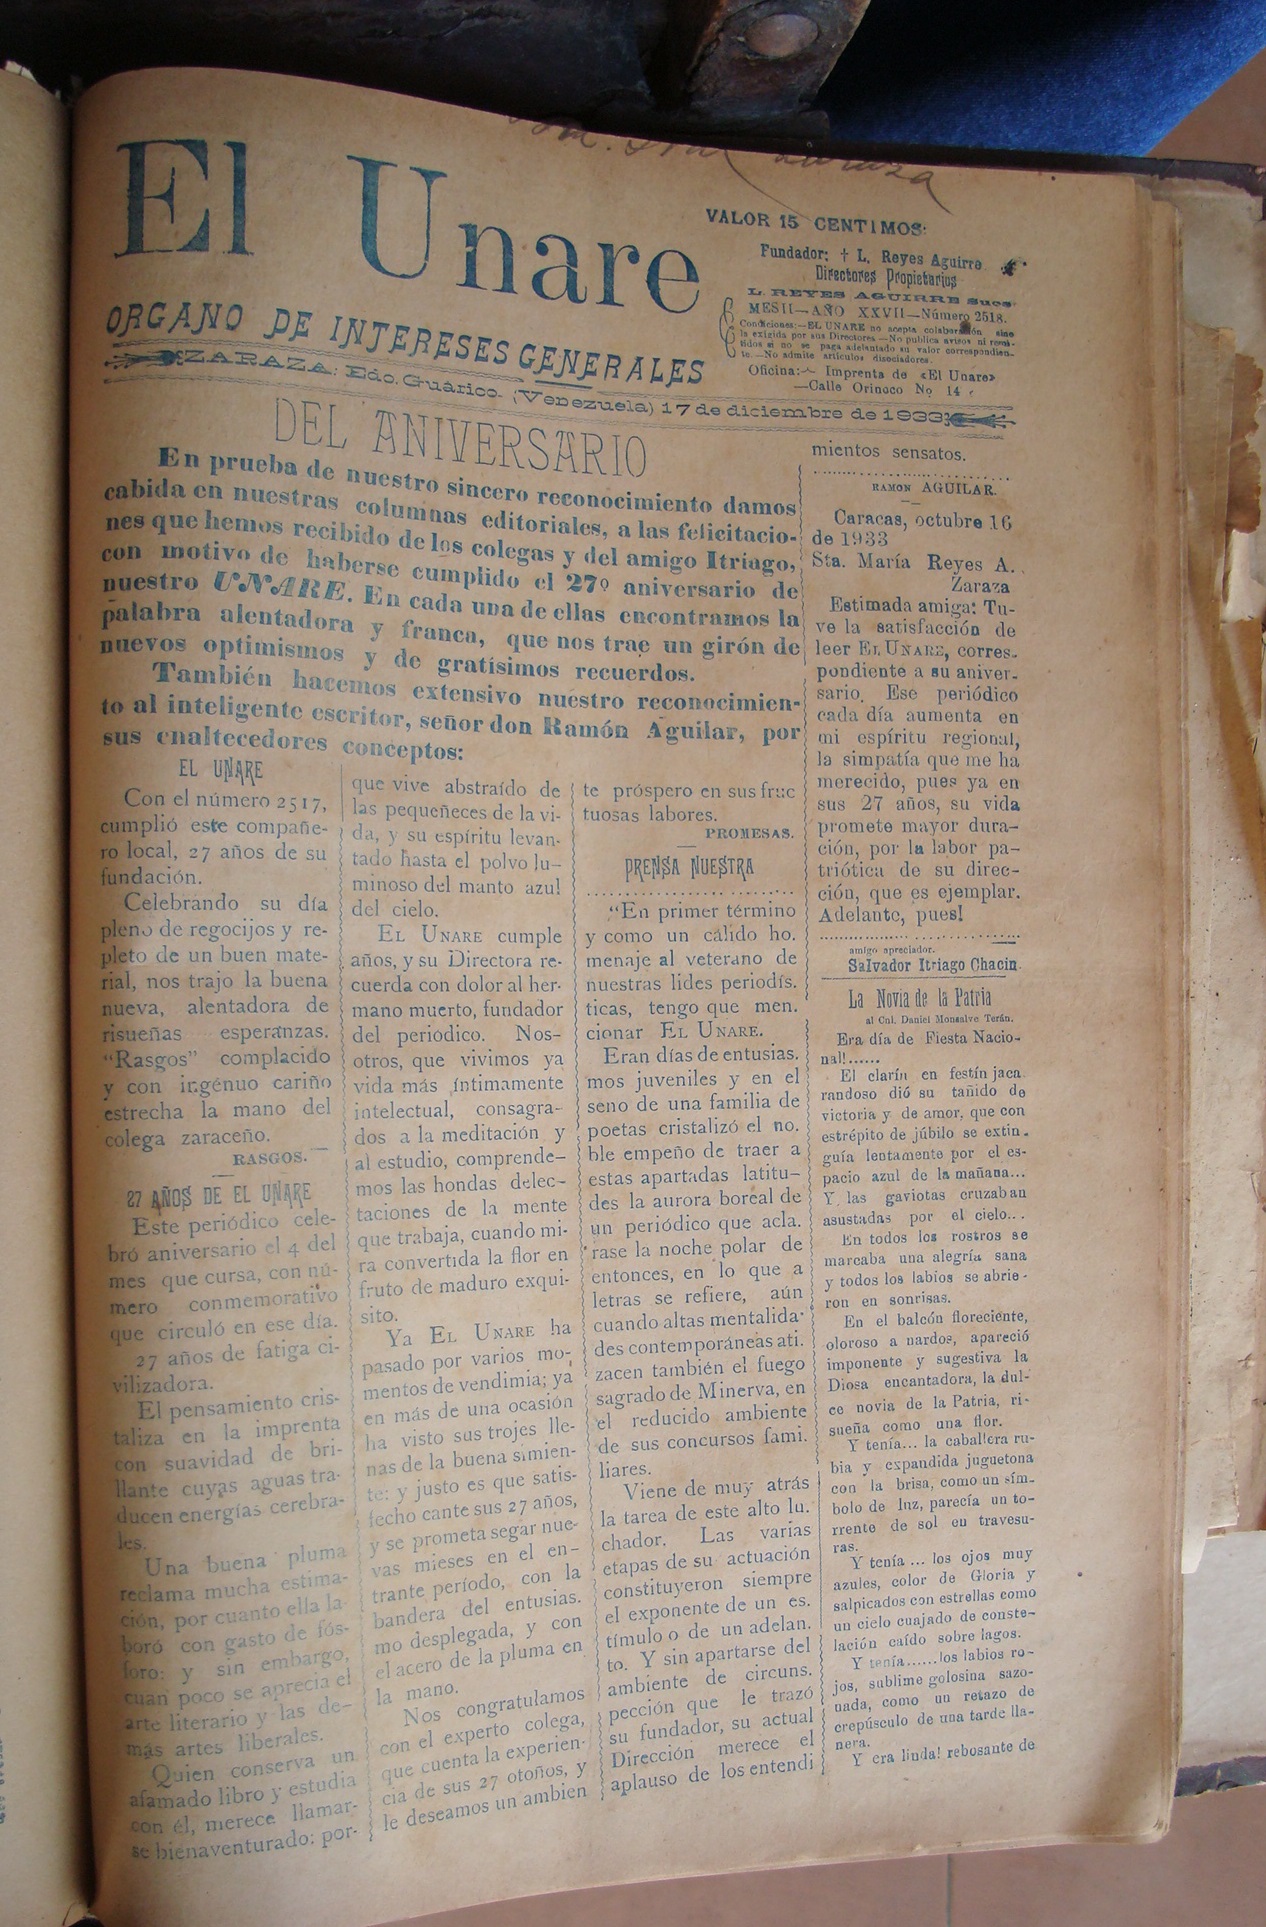 El Unare
VALOR 15 CENTIMOS:
Fundador: † L. Reyes Aguirre
Directores Propietarios
L. REYES AGUIRRE Sucs
MES II—AÑO XXVII—Número 2518.
Condiciones:—EL UNARE no acepta colaboración sino
la exigida por sus Directores.—No publica avisos ni remi-
tidos si no se paga adelantado su valor correspondien-
te.—No admite artículos disociadores.
Oficina:— Imprenta de «El Unare»
—Calle Orinoco No 14
ORGANO DE INTERESES GENERALES
ZARAZA: Edo. Guárico. (Venezuela) 17 de diciembre de 1933
DEL ANIVERSARIO
En prueba de nuestro sincero reconocimiento damos
cabida en nuestras columnas editoriales, a las felicitacio-
nes que hemos recibido de los colegas y del amigo Itriago,
con motivo de haberse cumplido el 27º aniversario de
nuestro UNARE. En cada una de ellas encontramos la
palabra alentadora y franca, que nos trae un girón de
nuevos optimismos y de gratísimos recuerdos.
También hacemos extensivo nuestro reconocimien-
to al inteligente escritor, señor don Ramón Aguilar, por
sus enaltecedores conceptos:
EL UNARE
Con el número 2517,
cumplió este compañe-
ro local, 27 años de su
fundación.
Celebrando su día
pleno de regocijos y re-
pleto de un buen mate-
rial, nos trajo la buena
nueva, alentadora de
risueñas esperanzas.
"Rasgos" complacido
y con ingénuo cariño
estrecha la mano del
colega zaraceño.
RASGOS.
27 AÑOS DE EL UNARE
Este periódico cele-
bró aniversario el 4 del
mes que cursa, con nú-
mero conmemorativo
que circuló en ese día.
27 años de fatiga ci-
vilizadora.
El pensamiento cris-
taliza en la imprenta
con suavidad de bri-
llante cuyas aguas tra-
ducen energías cerebra-
les.
Una buena pluma
reclama mucha estima-
ción, por cuanto ella la-
boró con gasto de fós-
foro: y sin embargo,
cuan poco se aprecia el
arte literario y las de-
más artes liberales.
Quien conserva un
afamado libro y estudia
con él, merece llamar-
se bienaventurado: por-
que vive abstraído de
las pequeñeces de la vi-
da, y su espíritu levan-
tado hasta el polvo lu-
minoso del manto azul
del cielo.
EL UNARE cumple
años, y su Directora re-
cuerda con dolor al her-
mano muerto, fundador
del periódico. Nos-
otros, que vivimos ya
vida más íntimamente
intelectual, consagra-
dos a la meditación y
al estudio, comprende-
mos las hondas delec-
taciones de la mente
que trabaja, cuando mi-
ra convertida la flor en
fruto de maduro exqui-
sito.
Ya EL UNARE ha
pasado por varios mo-
mentos de vendimia; ya
en más de una ocasión
ha visto sus trojes lle-
nas de la buena simien-
te: y justo es que satis-
fecho cante sus 27 años,
y se prometa segar nue-
vas mieses en el en-
trante período, con la
bandera del entusias.
mo desplegada, y con
el acero de la pluma en
la mano.
Nos congratulamos
con el experto colega,
que cuenta la experien-
cia de sus 27 otoños, y
le deseamos un ambien
te próspero en sus fruc
tuosas labores.
PROMESAS.
PRENSA NUESTRA
"En primer término
y como un cálido ho.
menaje al veterano de
nuestras lides periodís.
ticas, tengo que men.
cionar EL UNARE.
Eran días de entusias.
mos juveniles y en el
seno de una familia de
poetas cristalizó el no.
ble empeño de traer a
estas apartadas latitu-
des la aurora boreal de
un periódico que acla.
rase la noche polar de
entonces, en lo que a
letras se refiere, aún
cuando altas mentalida-
des contemporáneas ati.
zacen también el fuego
sagrado de Minerva, en
el reducido ambiente
de sus concursos fami.
liares.
Viene de muy atrás
la tarea de este alto lu.
chador. Las varias
etapas de su actuación
constituyeron siempre
el exponente de un es.
tímulo o de un adelan.
to. Y sin apartarse del
ambiente de circuns.
pección que le trazó
su fundador, su actual
Dirección merece el
aplauso de los entendi
mientos sensatos.
RAMON AGUILAR.
Caracas, octubre 16
de 1933
Sta. María Reyes A.
Zaraza
Estimada amiga: Tu-
ve la satisfacción de
leer EL UNARE, corres-
pondiente a su aniver-
sario. Ese periódico
cada día aumenta en
mi espíritu regional,
la simpatía que me ha
merecido, pues ya en
sus 27 años, su vida
promete mayor dura-
ción, por la labor pa-
triótica de su direc-
ción, que es ejemplar.
Adelante, pues!
amigo apreciador.
Salvador Itriago Chacín.
La Novia de la Patria
al Cnl. Daniel Monsalve Terán.
Era día de Fiesta Nacio-
nal!......
El clarín en festín jaca
randoso dió su tañido de
victoria y de amor, que con
estrépito de júbilo se extin.
guía lentamente por el es-
pacio azul de la mañana...
Y las gaviotas cruzaban
asustadas por el cielo...
En todos los rostros se
marcaba una alegría sana
y todos los labios se abrie-
ron en sonrisas.
En el balcón floreciente,
oloroso a nardos, apareció
imponente y sugestiva la
Diosa encantadora, la dul-
ce novia de la Patria, ri-
sueña como una flor.
Y tenía... la caballera ru-
bia y expandida juguetona
con la brisa, como un sím-
bolo de luz, parecía un to-
rrente de sol en travesu-
ras.
Y tenía ... los ojos muy
azules, color de Gloria y
salpicados con estrellas como
un cielo cuajado de conste-
lación caído sobre lagos.
Y tenía......los labios ro-
jos, sublime golosina sazo-
nada, como un retazo de
crepúsculo de una tarde lla-
nera.
Y era linda! rebosante de